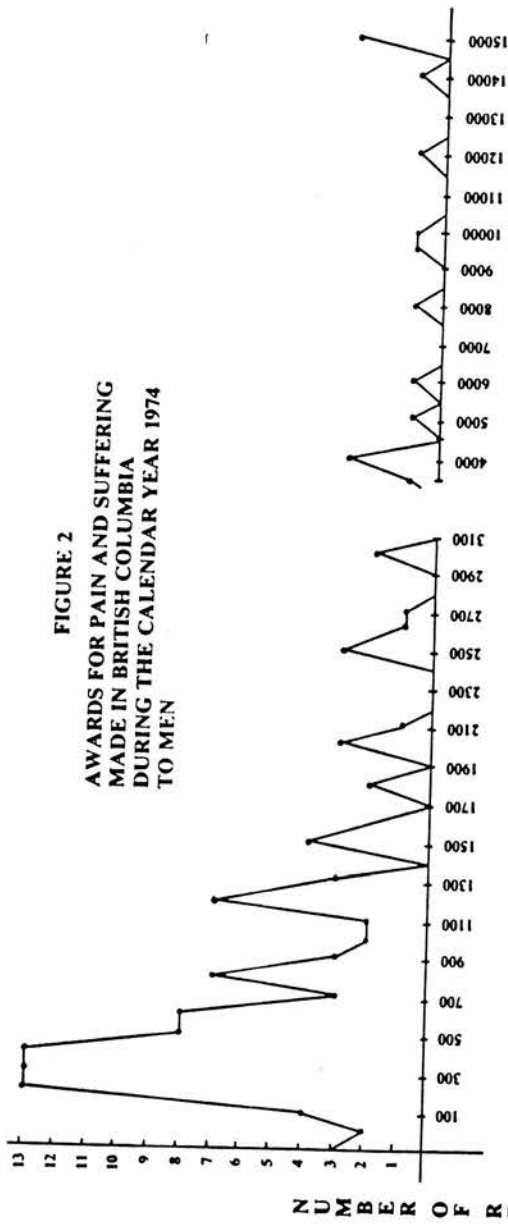 FIGURE 2
AWARDS FOR PAIN AND SUFFERING
MADE IN BRITISH COLUMBIA
DURING THE CALENDAR YEAR 1974
TO MEN
13
12
11
10
9
8
7
6
5
4
3
2
1
NUMBER OF R
100 300 500 700 900 1100 1300 1500 1700 1900 2100 2300 2500 2700 2900 3100 4000 5000 6000 7000 8000 9000 10000 11000 12000 13000 14000 15000